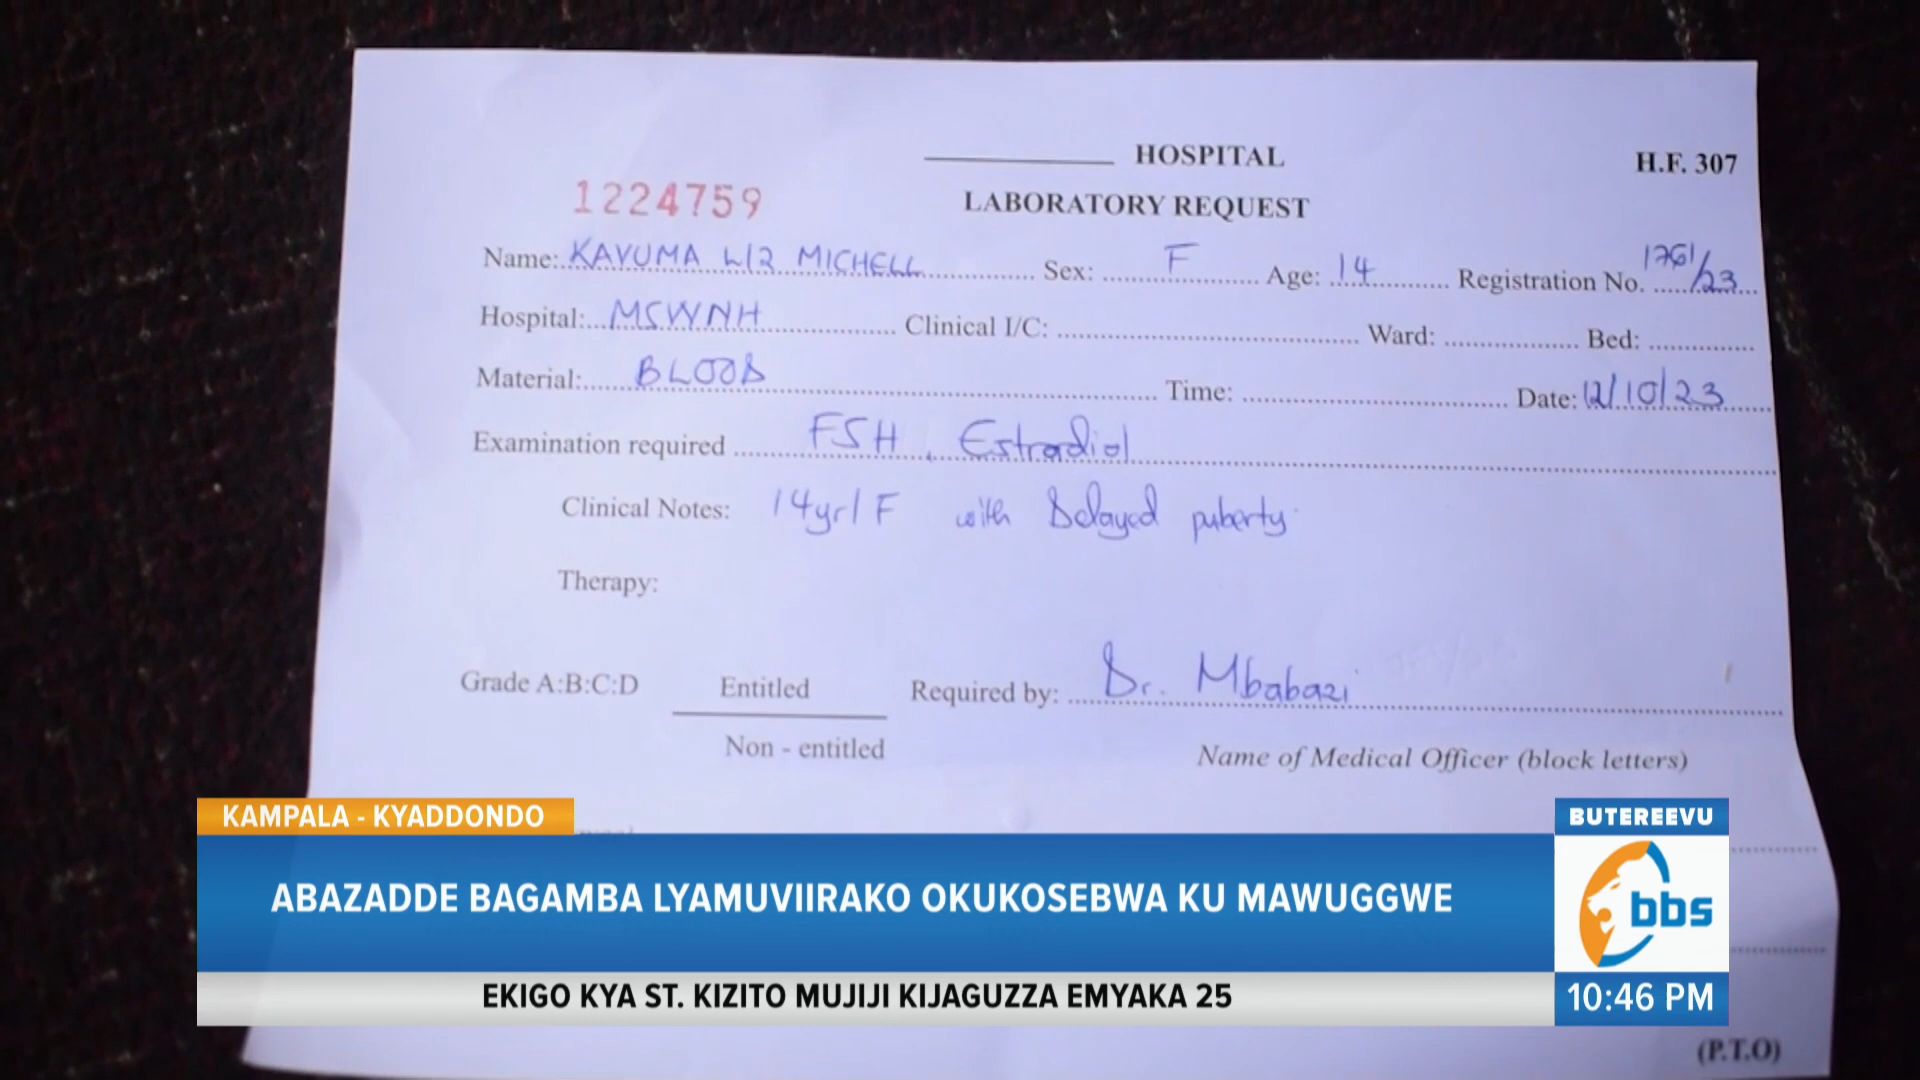 HOSPITAL
H.F. 307
1224759
LABORATORY REQUEST
Name: KAVUMA LIZ MICHELL Sex: F Age: 14 Registration No. 1761/23
Hospital: MSWNH Clinical I/C: Ward: Bed:
Material: BLOOD Time: Date: 12/10/23
Examination required FSH, Estradiol
Clinical Notes: 14yr/F with Delayed puberty
Therapy:
Grade A:B:C:D Entitled Required by: Dr. Mbabazi
Non - entitled
Name of Medical Officer (block letters)
KAMPALA - KYADDONDO
BUTEREEVU
ABAZADDE BAGAMBA LYAMUVIIRAKO OKUKOSEBWA KU MAWUGGWE
bbs
EKIGO KYA ST. KIZITO MUJIJI KIJAGUZZA EMYAKA 25
10:46 PM
(P.T.O)